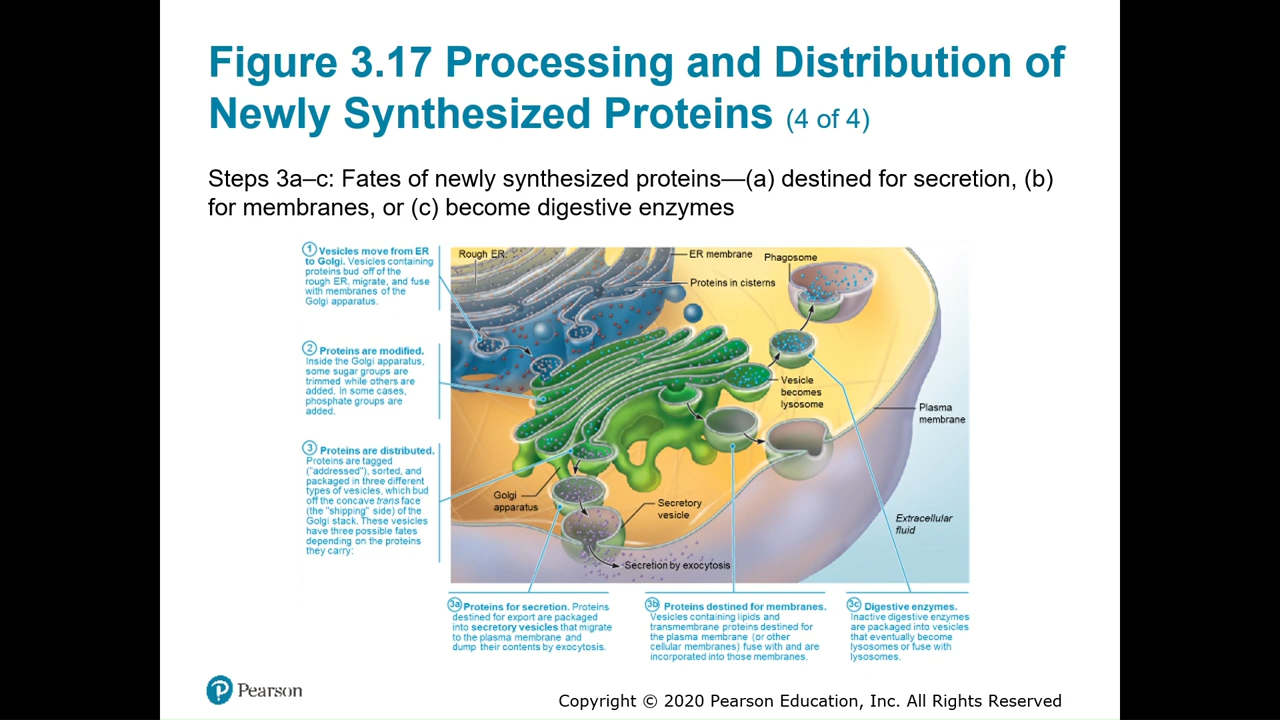 Figure 3.17 Processing and Distribution of
Newly Synthesized Proteins (4 of 4)
Steps 3a–c: Fates of newly synthesized proteins—(a) destined for secretion, (b)
for membranes, or (c) become digestive enzymes
1 Vesicles move from ER
to Golgi. Vesicles containing
proteins bud off of the
rough ER, migrate, and fuse
with membranes of the
Golgi apparatus.
2 Proteins are modified.
Inside the Golgi apparatus,
some sugar groups are
trimmed while others are
added. In some cases,
phosphate groups are
added.
3 Proteins are distributed.
Proteins are tagged
("addressed"), sorted, and
packaged in three different
types of vesicles, which bud
off the concave trans face
(the "shipping" side) of the
Golgi stack. These vesicles
have three possible fates
depending on the proteins
they carry:
Rough ER
ER membrane
Phagosome
Proteins in cisterns
Vesicle
becomes
lysosome
Plasma
membrane
Golgi
apparatus
Secretory
vesicle
Extracellular
fluid
Secretion by exocytosis
3a Proteins for secretion. Proteins
destined for export are packaged
into secretory vesicles that migrate
to the plasma membrane and
dump their contents by exocytosis.
3b Proteins destined for membranes.
Vesicles containing lipids and
transmembrane proteins destined for
the plasma membrane (or other
cellular membranes) fuse with and are
incorporated into those membranes.
3c Digestive enzymes.
Inactive digestive enzymes
are packaged into vesicles
that eventually become
lysosomes or fuse with
lysosomes.
P Pearson
Copyright © 2020 Pearson Education, Inc. All Rights Reserved